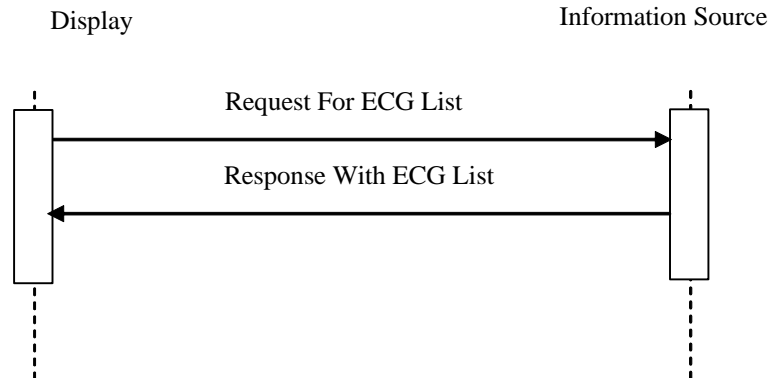 Display
Information Source
Request For ECG List
Response With ECG List